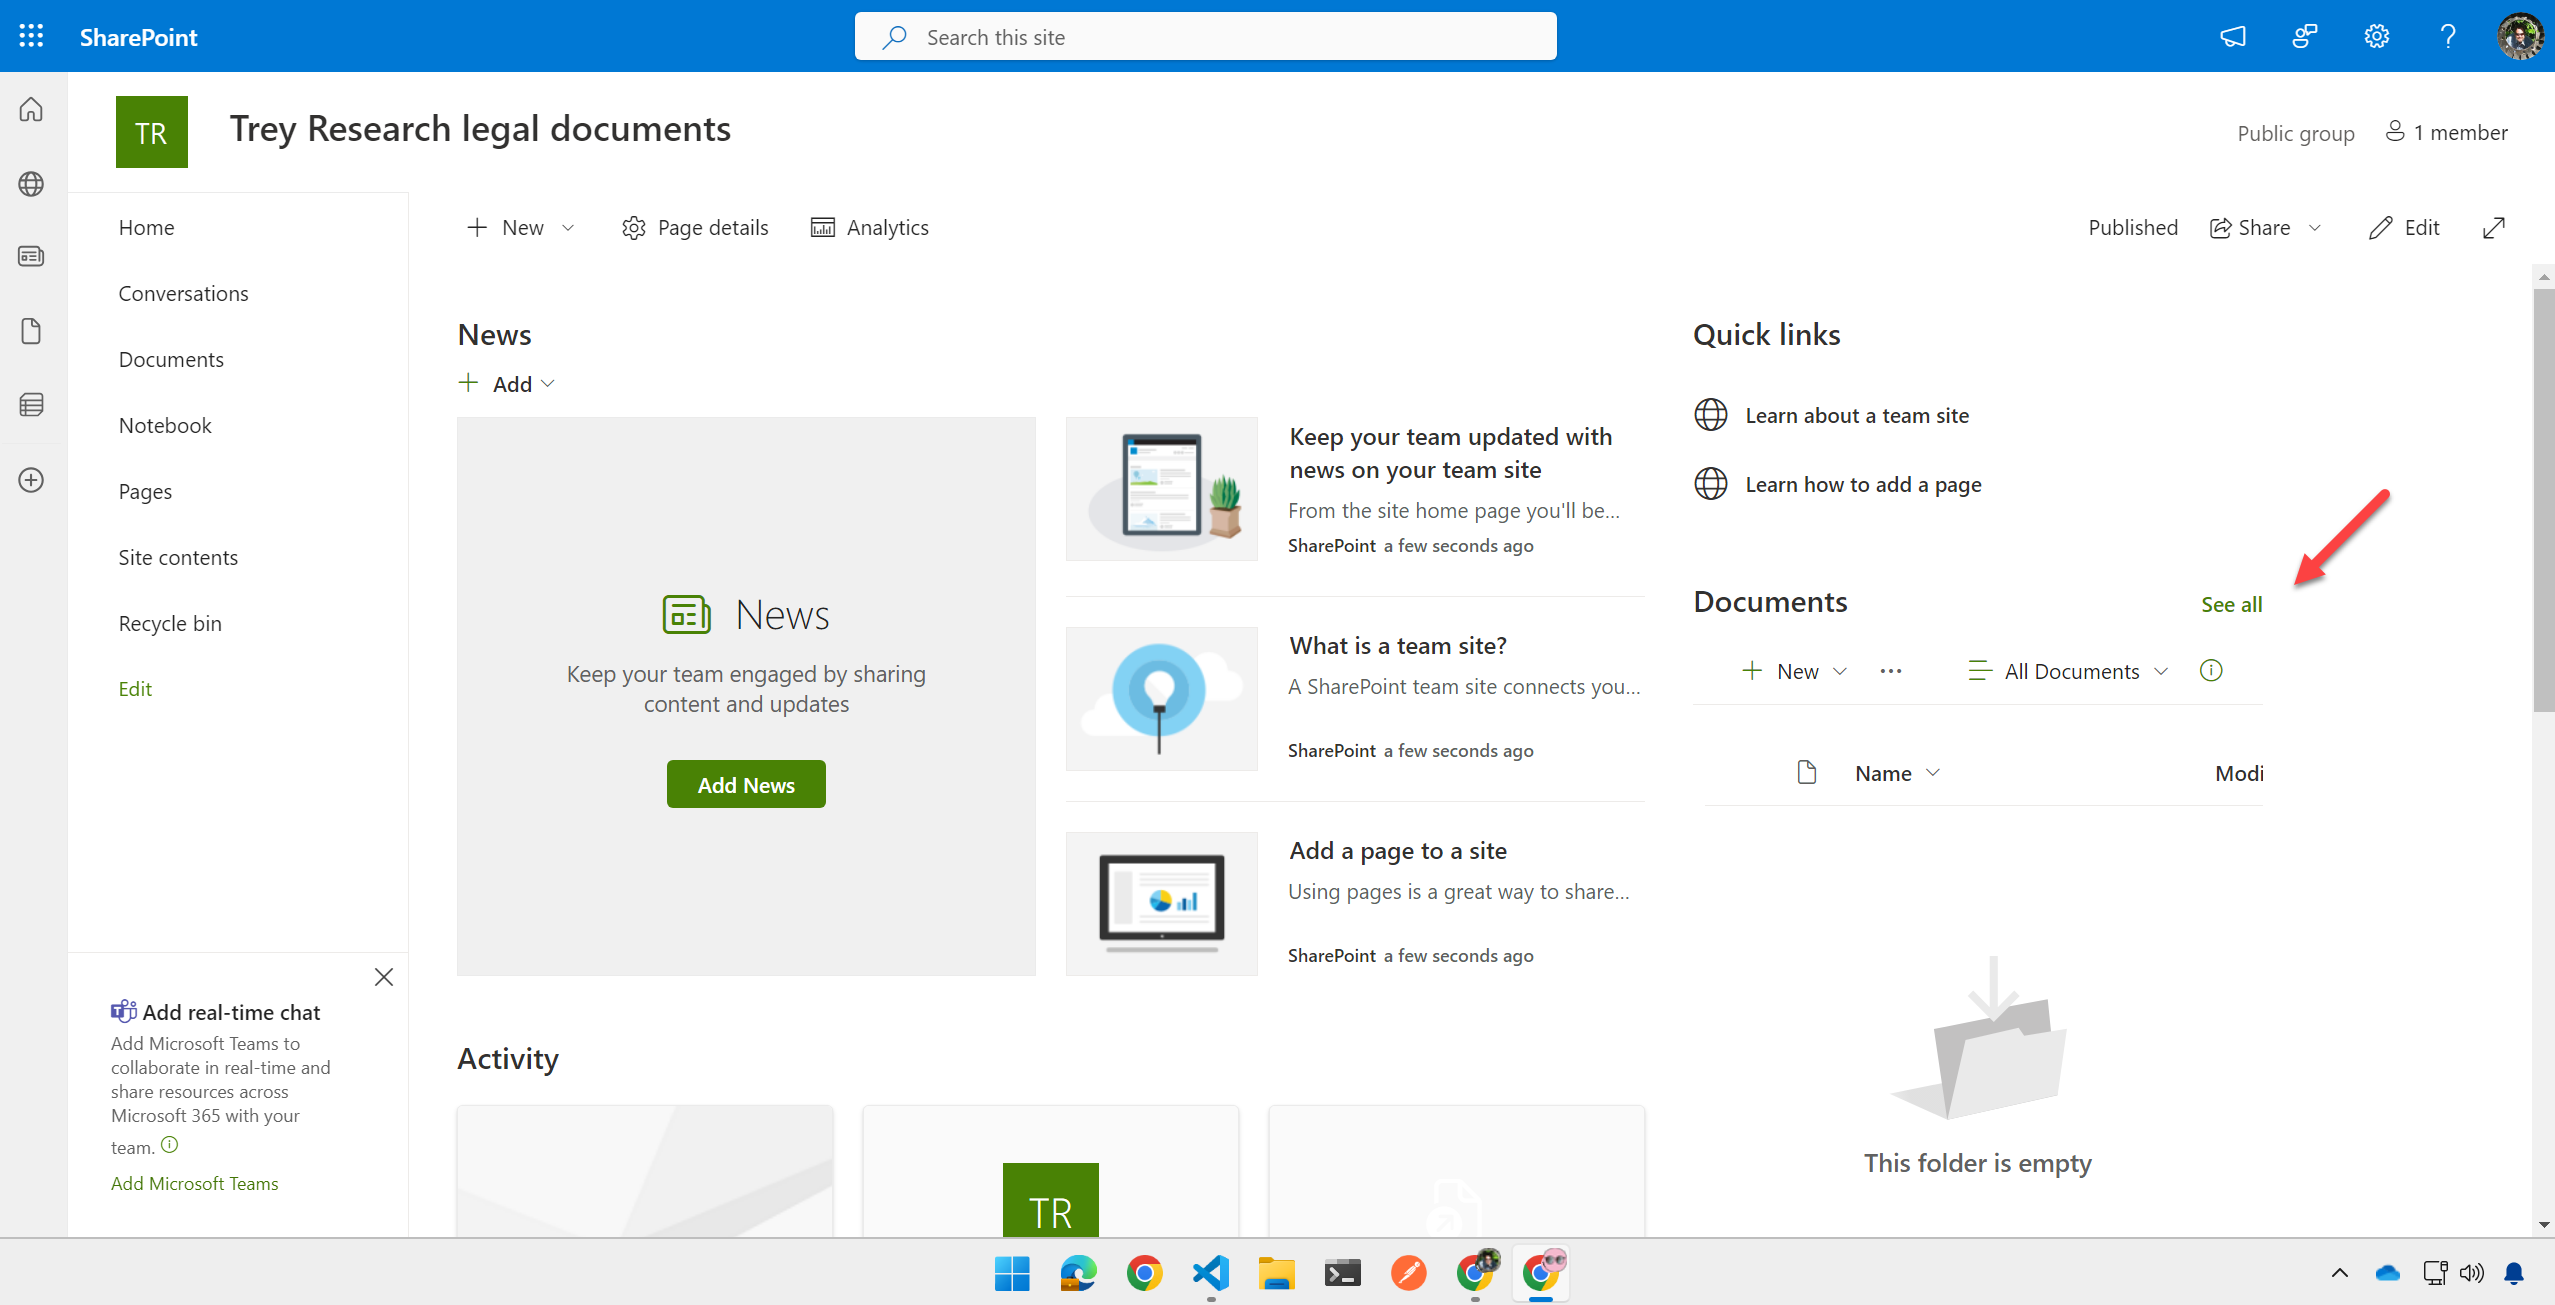 SharePoint
Search this site
TR
Trey Research legal documents
Public group
1 member
Home
Conversations
Documents
Notebook
Pages
Site contents
Recycle bin
Edit
New
Page details
Analytics
Published
Share
Edit
News
Add
News
Keep your team engaged by sharing
content and updates
Add News
Keep your team updated with
news on your team site
From the site home page you'll be...
SharePoint a few seconds ago
What is a team site?
A SharePoint team site connects you...
SharePoint a few seconds ago
Add a page to a site
Using pages is a great way to share...
SharePoint a few seconds ago
Quick links
Learn about a team site
Learn how to add a page
Documents
See all
New
All Documents
Name
Modi
This folder is empty
Add real-time chat
Add Microsoft Teams to
collaborate in real-time and
share resources across
Microsoft 365 with your
team.
Add Microsoft Teams
Activity
TR